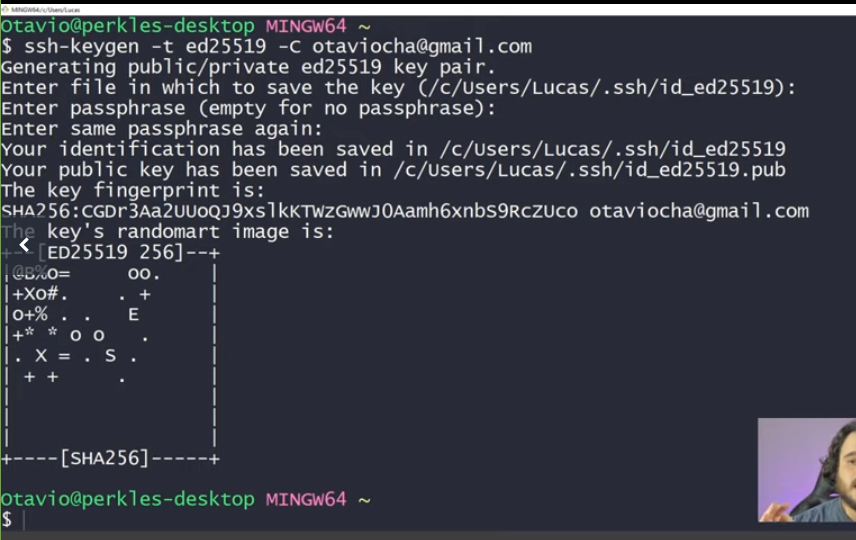 MINGW64:/c/Users/Lucas
Otavio@perkles-desktop MINGW64 ~
$ ssh-keygen -t ed25519 -C otaviocha@gmail.com
Generating public/private ed25519 key pair.
Enter file in which to save the key (/c/Users/Lucas/.ssh/id_ed25519):
Enter passphrase (empty for no passphrase):
Enter same passphrase again:
Your identification has been saved in /c/Users/Lucas/.ssh/id_ed25519
Your public key has been saved in /c/Users/Lucas/.ssh/id_ed25519.pub
The key fingerprint is:
SHA256:CGDr3Aa2UUoQJ9xslkKTWzGwwJ0Aamh6xnbS9RcZUco otaviocha@gmail.com
The key's randomart image is:
+--[ED25519 256]--+
|@B%o=     oo.    |
|+Xo#.    . +     |
|o+% . .   E      |
|+* * o o   .     |
|. X = . S .      |
| + +     .       |
|                 |
|                 |
|                 |
+----[SHA256]-----+
Otavio@perkles-desktop MINGW64 ~
$